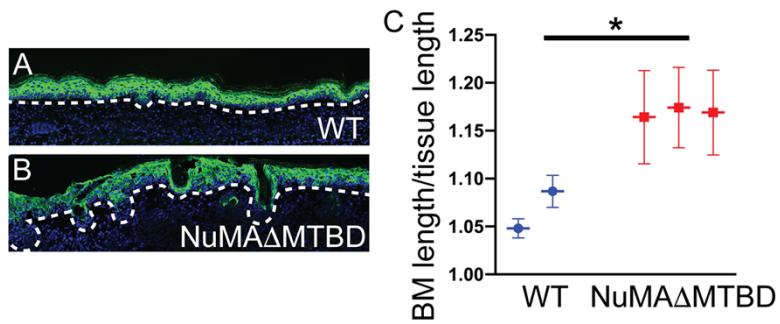 A
WT
B
NuMAΔMTBD
C
BM length/tissue length
1.25
1.20
1.15
1.10
1.05
1.00
*
WT
NuMAΔMTBD